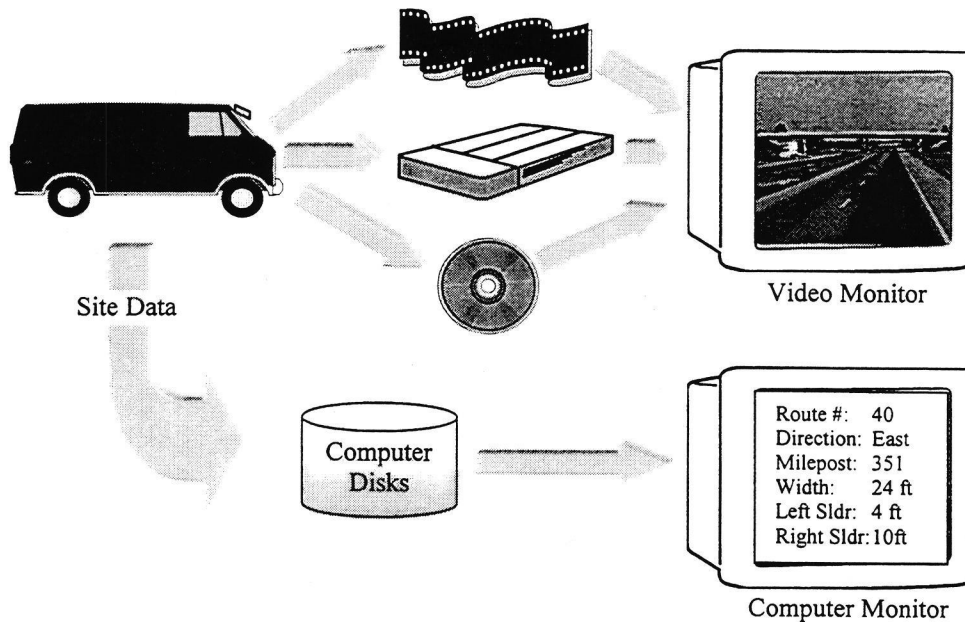 Site Data
Video Monitor
Computer
Disks
Route #: 40
Direction: East
Milepost: 351
Width: 24 ft
Left Sldr: 4 ft
Right Sldr: 10ft
Computer Monitor